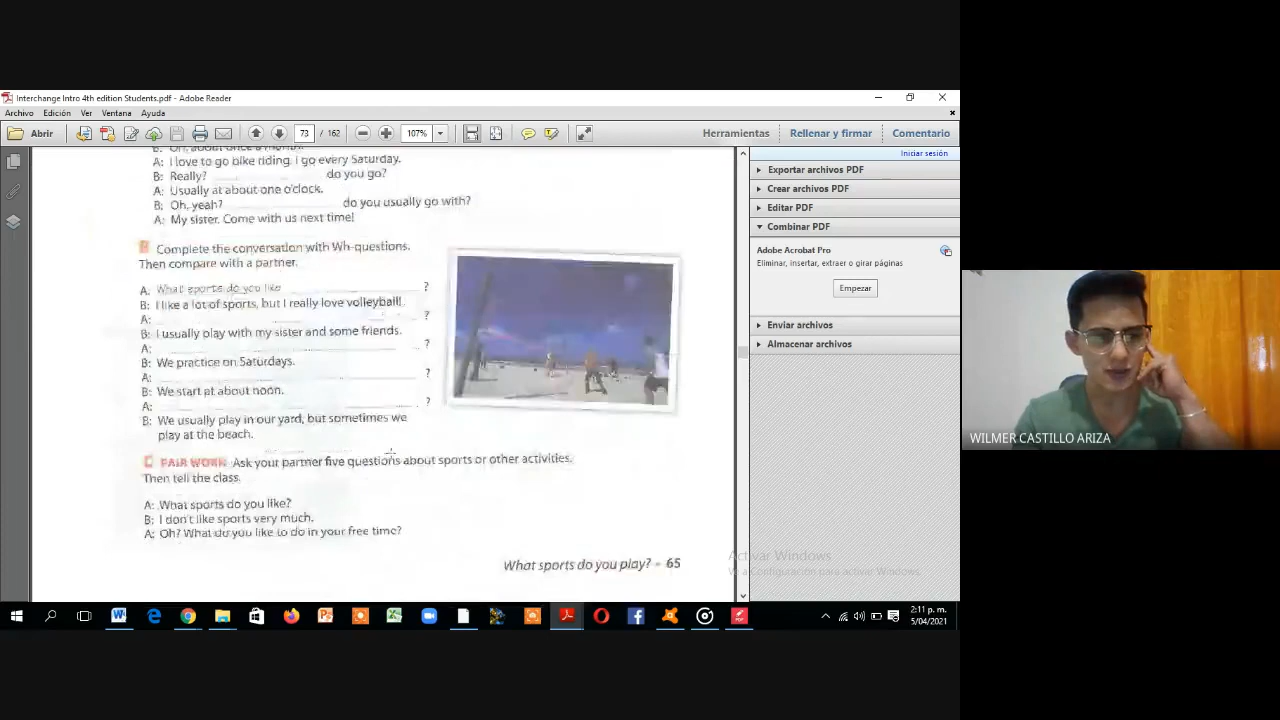 Interchange Intro 4th edition Students.pdf - Adobe Reader
Archivo Edición Ver Ventana Ayuda
Abrir 73 / 162 107% Herramientas Rellenar y firmar Comentario
Iniciar sesión
B: Oh, about once a month.
A: I love to go bike riding. I go every Saturday.
B: Really? do you go?
A: Usually at about one o'clock.
B: Oh, yeah? do you usually go with?
A: My sister. Come with us next time!
B Complete the conversation with Wh-questions.
Then compare with a partner.
A: What sports do you like ?
B: I like a lot of sports, but I really love volleyball!
A: ?
B: I usually play with my sister and some friends.
A: ?
B: We practice on Saturdays.
A: ?
B: We start at about noon.
A: ?
B: We usually play in our yard, but sometimes we
play at the beach.
C PAIR WORK Ask your partner five questions about sports or other activities.
Then tell the class.
A: What sports do you like?
B: I don't like sports very much.
A: Oh? What do you like to do in your free time?
What sports do you play? 65
Exportar archivos PDF
Crear archivos PDF
Editar PDF
Combinar PDF
Adobe Acrobat Pro
Eliminar, insertar, extraer o girar páginas
Empezar
Enviar archivos
Almacenar archivos
Activar Windows
Ve a Configuración para activar Windows.
2:11 p. m.
5/04/2021
WILMER CASTILLO ARIZA